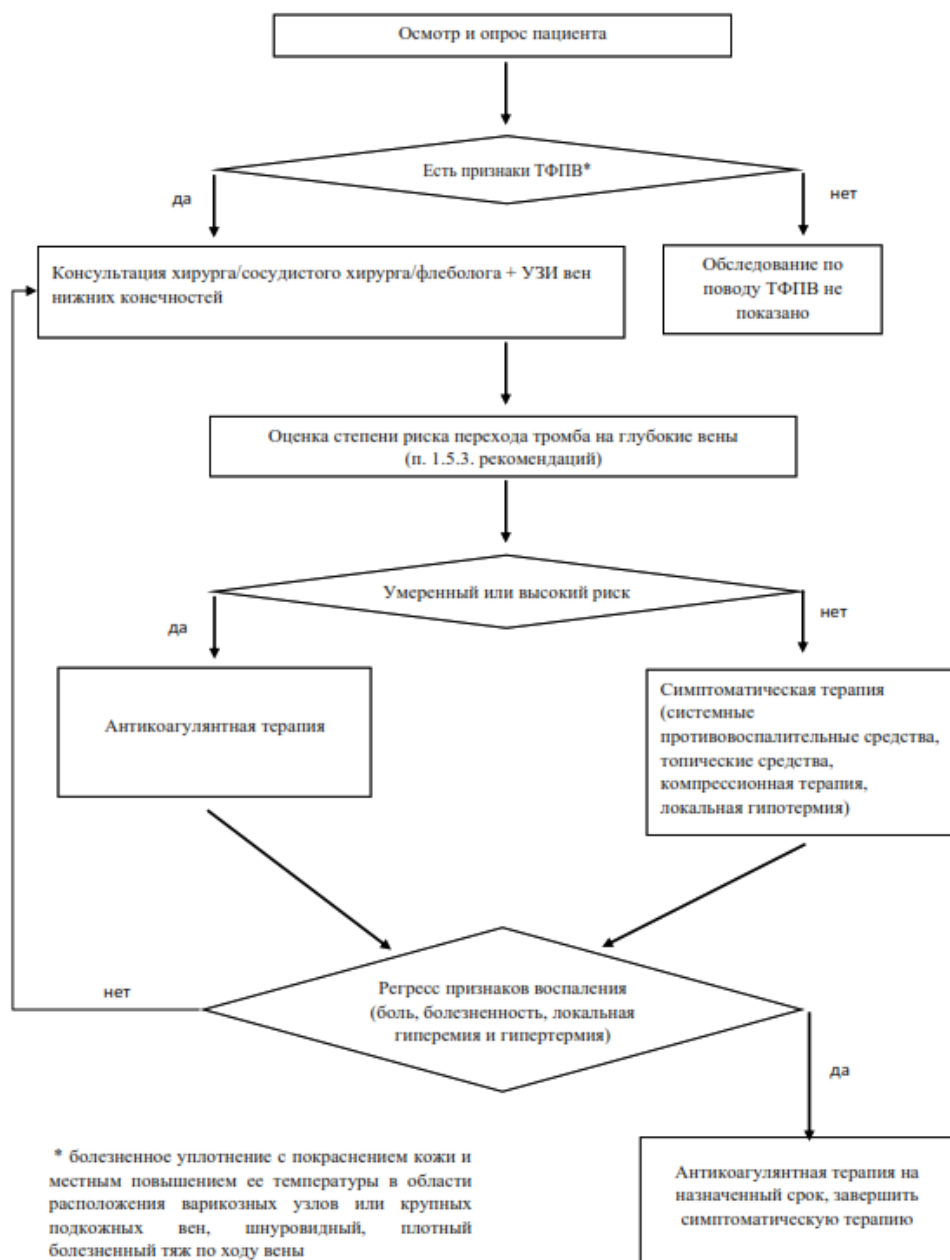 Осмотр и опрос пациента
Есть признаки ТФПВ*
да
нет
Консультация хирурга/сосудистого хирурга/флеболога + УЗИ вен
нижних конечностей
Обследование по
поводу ТФПВ не
показано
Оценка степени риска перехода тромба на глубокие вены
(п. 1.5.3. рекомендаций)
Умеренный или высокий риск
да
нет
Антикоагулянтная терапия
Симптоматическая терапия
(системные
противовоспалительные средства,
топические средства,
компрессионная терапия,
локальная гипотермия)
Регресс признаков воспаления
(боль, болезненность, локальная
гиперемия и гипертермия)
нет
да
* болезненное уплотнение с покраснением кожи и
местным повышением ее температуры в области
расположения варикозных узлов или крупных
подкожных вен, шнуровидный, плотный
болезненный тяж по ходу вены
Антикоагулянтная терапия на
назначенный срок, завершить
симптоматическую терапию